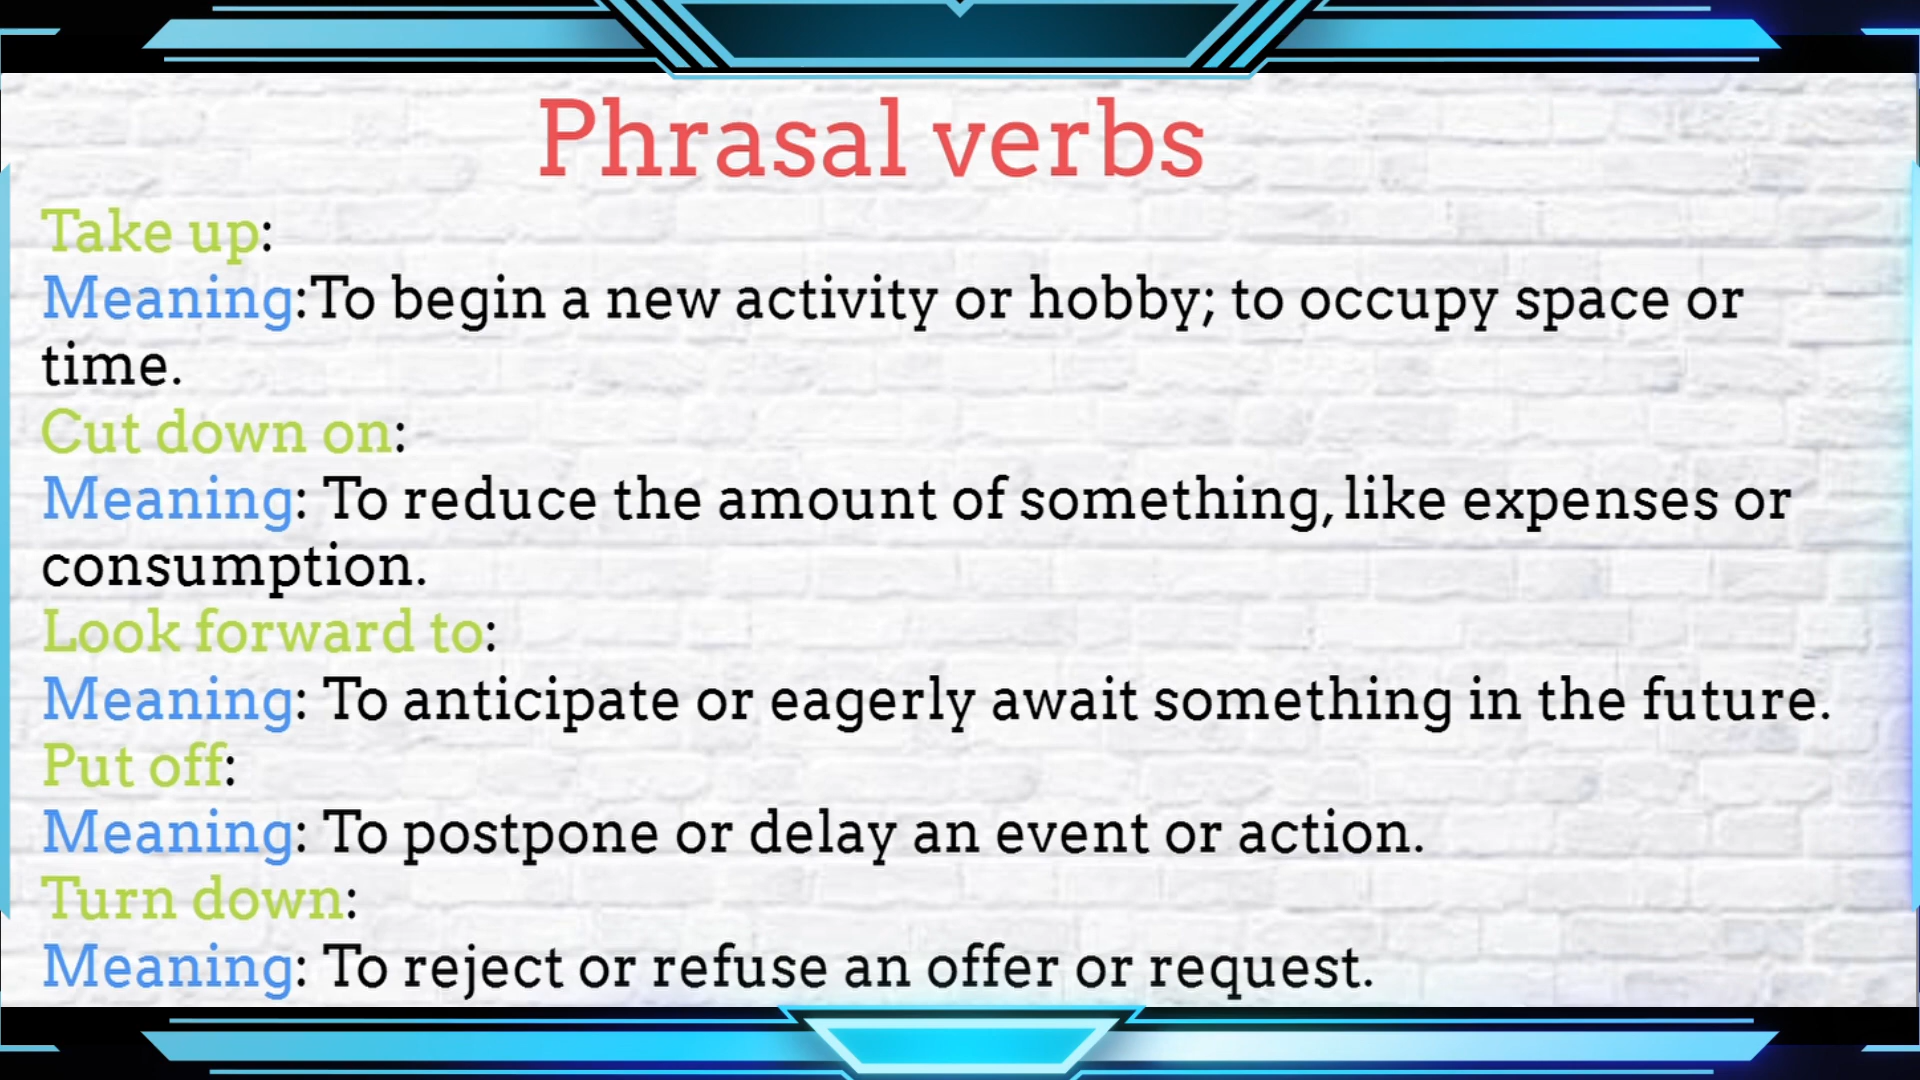 Phrasal verbs
Take up:
Meaning:To begin a new activity or hobby; to occupy space or
time.
Cut down on:
Meaning: To reduce the amount of something,like expenses or
consumption.
Look forward to:
Meaning: To anticipate or eagerly await something in the future.
Put off:
Meaning: To postpone or delay an event or action.
Turn down:
Meaning: To reject or refuse an offer or request.